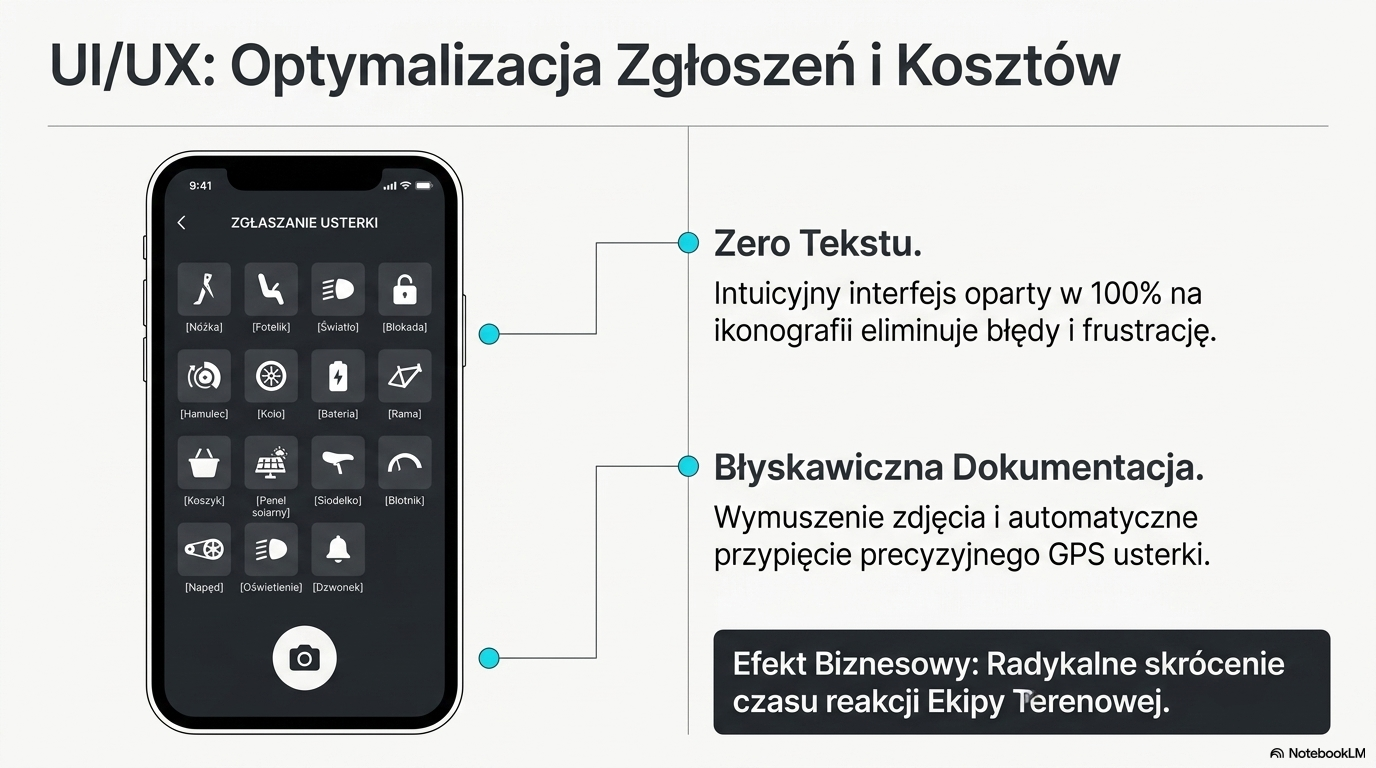 UI/UX: Optymalizacja Zgłoszeń i Kosztów
9:41
ZGŁASZANIE USTERKI
[Nóżka] [Fotelik] [Światło] [Blokada]
[Hamulec] [Koło] [Bateria] [Rama]
[Koszyk] [Penel [Siodełko] [Błotnik]
soiarny]
[Napęd] [Oświetlenie] [Dzwonek]
Zero Tekstu.
Intuicyjny interfejs oparty w 100% na
ikonografii eliminuje błędy i frustrację.
Błyskawiczna Dokumentacja.
Wymuszenie zdjęcia i automatyczne
przypięcie precyzyjnego GPS usterki.
Efekt Biznesowy: Radykalne skrócenie
czasu reakcji Ekipy Terenowej.
NotebookLM